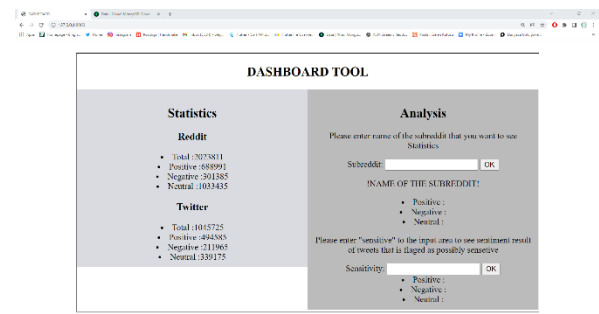 DASHBOARD TOOL
Statistics
Reddit
Total :2023811
Positive :688991
Negative :301385
Neutral :1033435
Twitter
Total :1045725
Positive :494585
Negative :211965
Neutral :339175
Analysis
Please enter name of the subreddit that you want to see
Statistics
Subreddit: OK
!NAME OF THE SUBREDDIT!
Positive :
Negative :
Neutral :
Please enter "sensitive" to the input area to see sentiment result
of tweets that is flaged as possibly sensetive
Sensitivity: OK
Positive :
Negative :
Neutral :